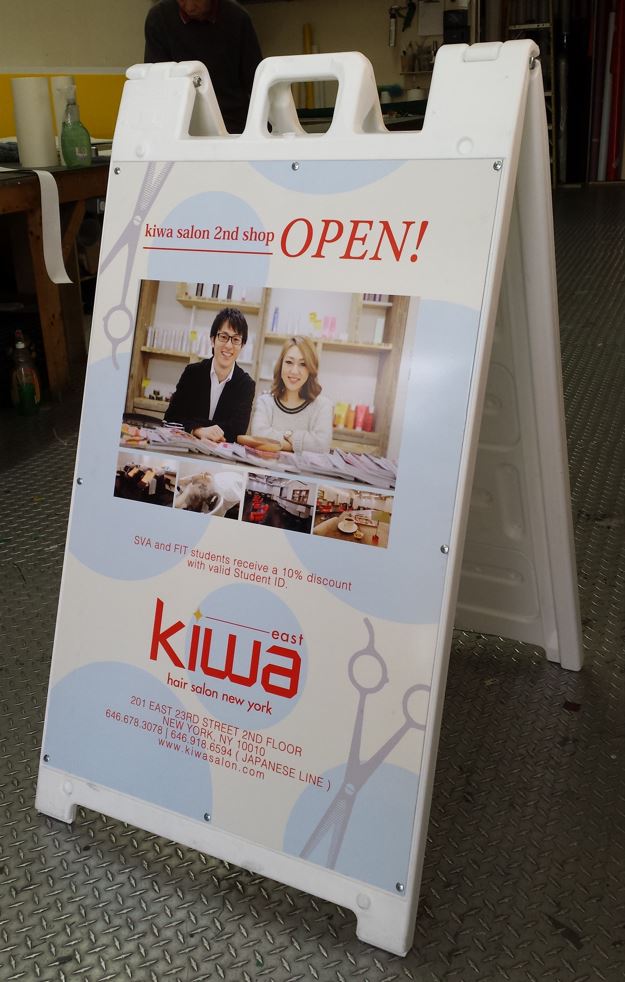 kiwa salon 2nd shop OPEN!
SVA and FIT students receive a 10% discount
with valid Student ID.
east
kiwa
hair salon new york
201 EAST 23RD STREET 2ND FLOOR
NEW YORK, NY 10010
646.678.3078 | 646.918.6594 ( JAPANESE LINE )
www.kiwasalon.com